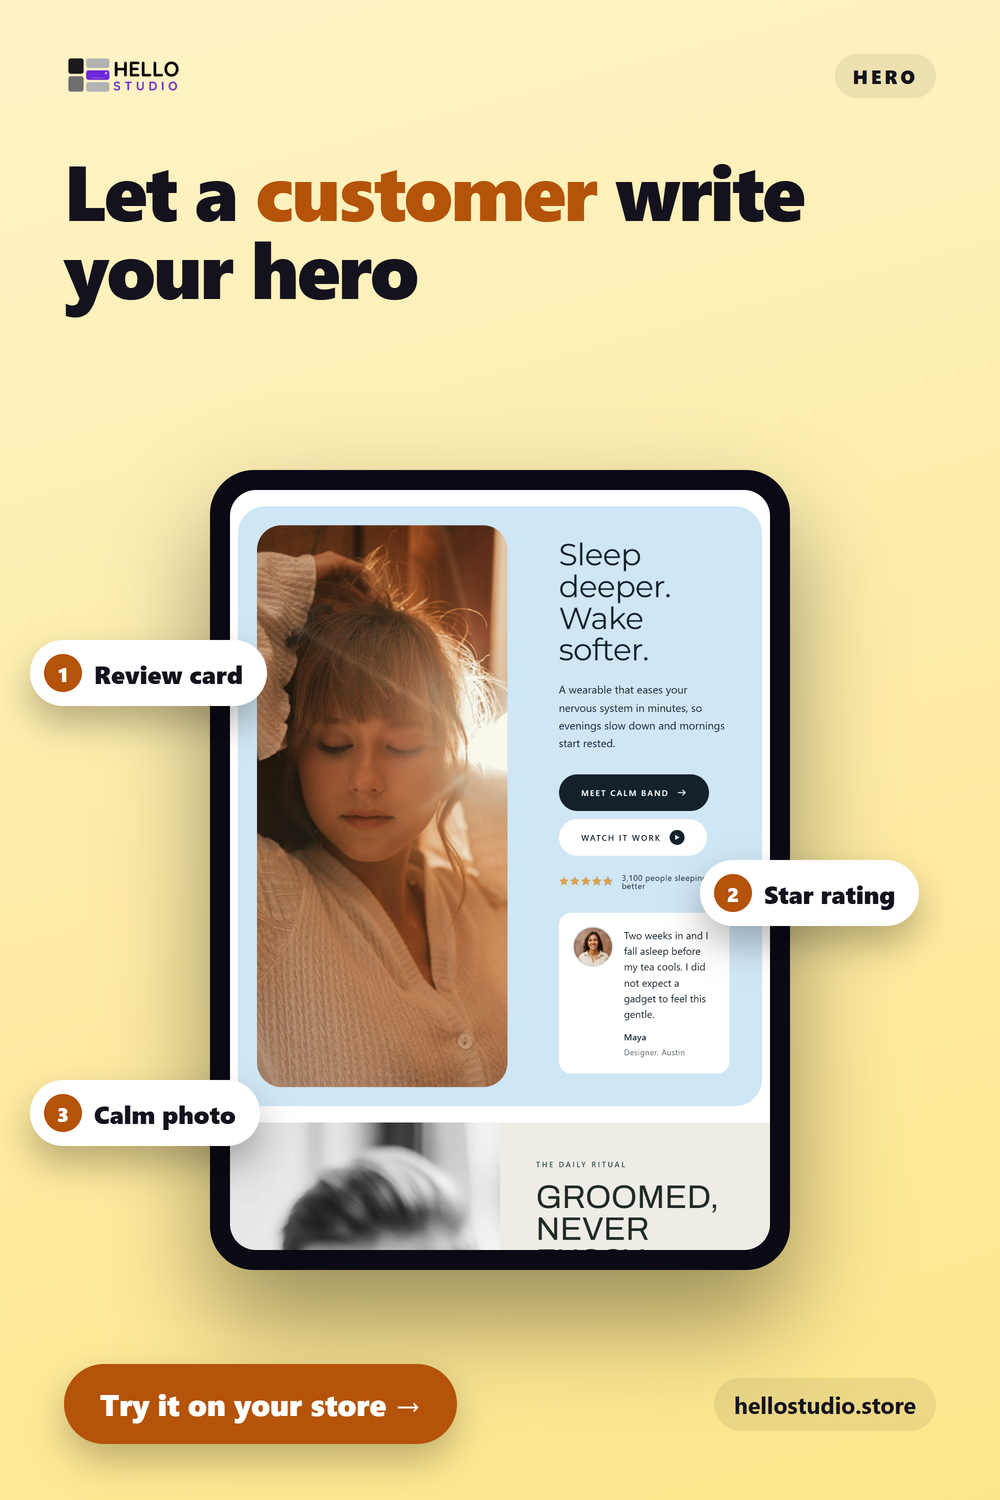 HELLO
STUDIO
HERO
Let a customer write
your hero
Sleep
deeper.
Wake
softer.
A wearable that eases your
nervous system in minutes, so
evenings slow down and mornings
start rested.
MEET CALM BAND →
WATCH IT WORK
3,100 people sleeping
better
Two weeks in and I
fall asleep before
my tea cools. I did
not expect a
gadget to feel this
gentle.
Maya
Designer, Austin
1 Review card
2 Star rating
3 Calm photo
THE DAILY RITUAL
GROOMED,
NEVER
Try it on your store →
hellostudio.store